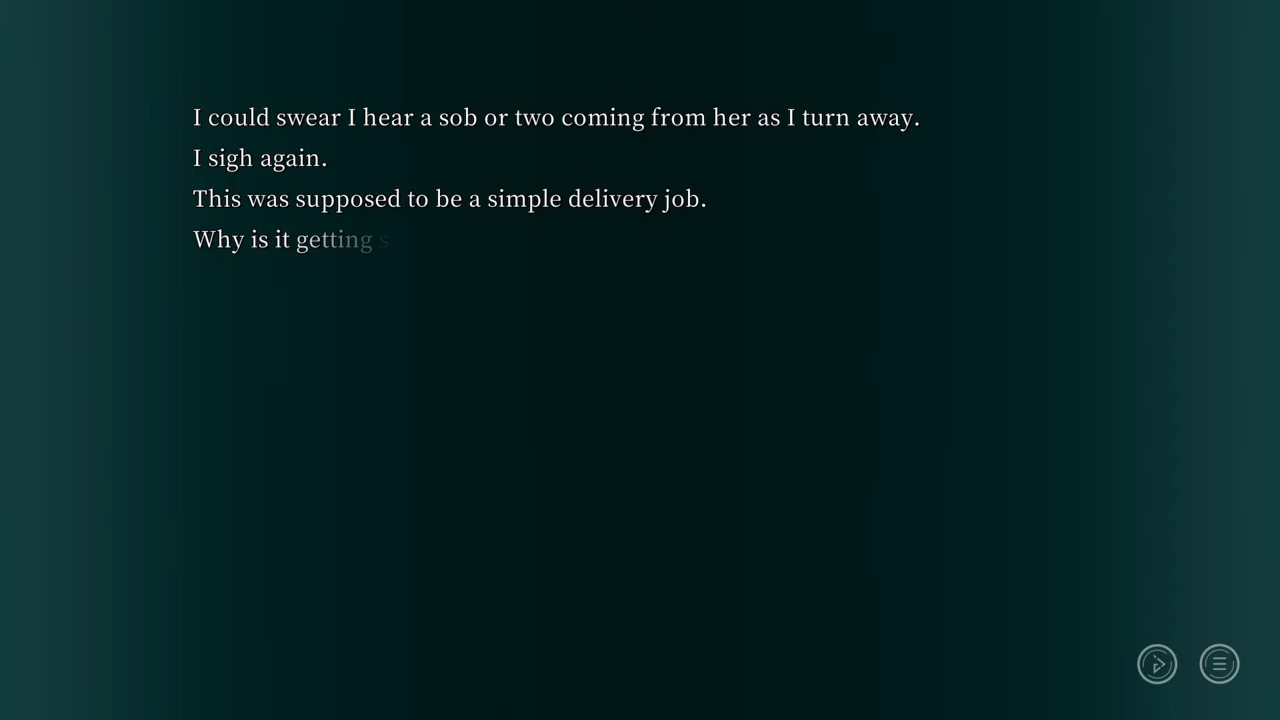 I could swear I hear a sob or two coming from her as I turn away.
I sigh again.
This was supposed to be a simple delivery job.
Why is it getting s